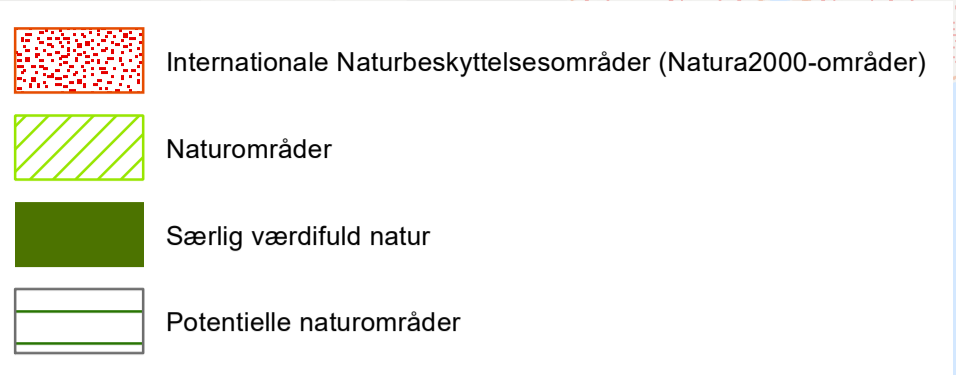 Internationale Naturbeskyttelsesområder (Natura2000-områder)
Naturområder
Særlig værdifuld natur
Potentielle naturområder